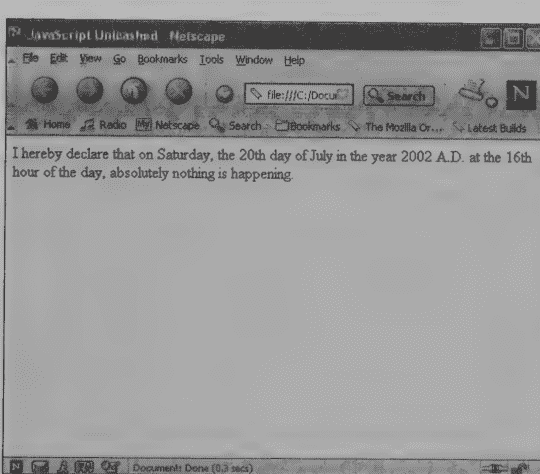 JavaScript Unleashed Netscape
File Edit View Go Bookmarks Tools Window Help
file:///C:/Docu Search N
Home Radio My Netscape Search Bookmarks The Mozilla Or... Latest Builds
I hereby declare that on Saturday, the 20th day of July in the year 2002 A.D. at the 16th
hour of the day, absolutely nothing is happening.
N Document: Done (0.3 secs)